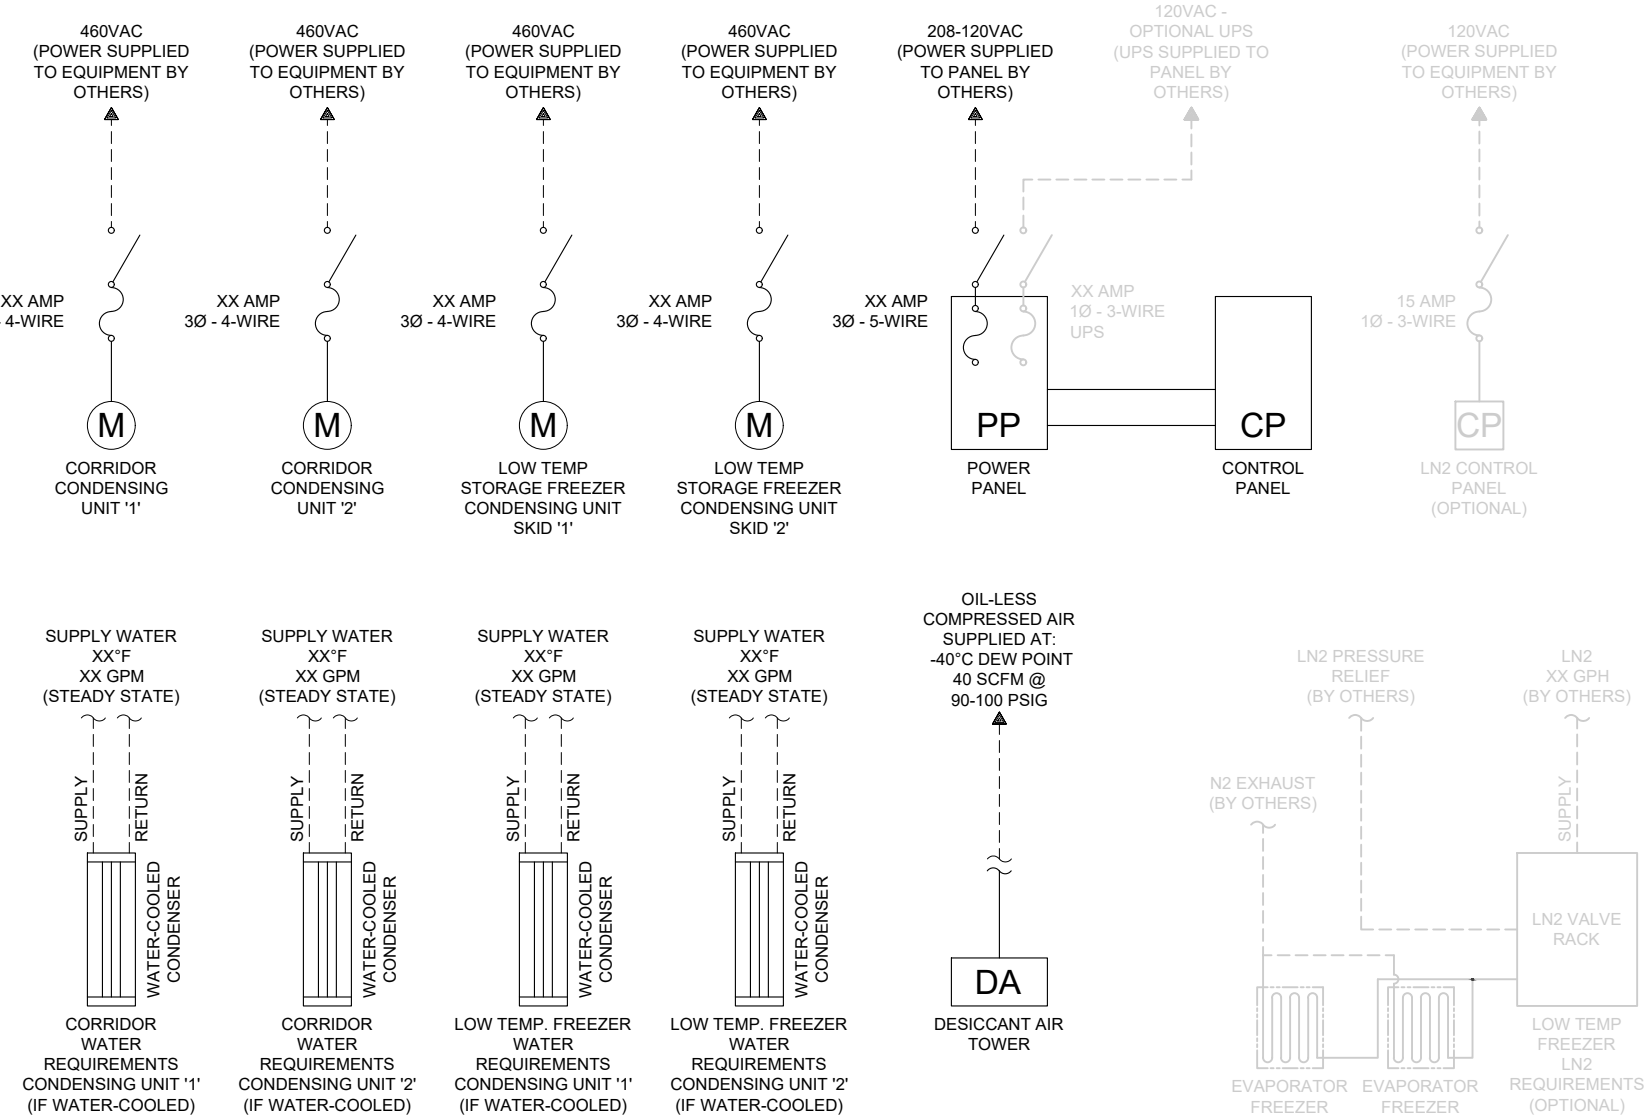 460VAC
(POWER SUPPLIED
TO EQUIPMENT BY
OTHERS)
460VAC
(POWER SUPPLIED
TO EQUIPMENT BY
OTHERS)
460VAC
(POWER SUPPLIED
TO EQUIPMENT BY
OTHERS)
460VAC
(POWER SUPPLIED
TO EQUIPMENT BY
OTHERS)
208-120VAC
(POWER SUPPLIED
TO PANEL BY
OTHERS)
120VAC -
OPTIONAL UPS
(UPS SUPPLIED TO
PANEL BY
OTHERS)
120VAC
(POWER SUPPLIED
TO EQUIPMENT BY
OTHERS)
XX AMP
- 4-WIRE
XX AMP
3Ø - 4-WIRE
XX AMP
3Ø - 4-WIRE
XX AMP
3Ø - 4-WIRE
XX AMP
3Ø - 5-WIRE
XX AMP
1Ø - 3-WIRE
UPS
15 AMP
1Ø - 3-WIRE
M
M
M
M
PP
CP
CP
CORRIDOR
CONDENSING
UNIT '1'
CORRIDOR
CONDENSING
UNIT '2'
LOW TEMP
STORAGE FREEZER
CONDENSING UNIT
SKID '1'
LOW TEMP
STORAGE FREEZER
CONDENSING UNIT
SKID '2'
POWER
PANEL
CONTROL
PANEL
LN2 CONTROL
PANEL
(OPTIONAL)
SUPPLY WATER
XX°F
XX GPM
(STEADY STATE)
SUPPLY WATER
XX°F
XX GPM
(STEADY STATE)
SUPPLY WATER
XX°F
XX GPM
(STEADY STATE)
SUPPLY WATER
XX°F
XX GPM
(STEADY STATE)
OIL-LESS
COMPRESSED AIR
SUPPLIED AT:
-40°C DEW POINT
40 SCFM @
90-100 PSIG
LN2 PRESSURE
RELIEF
(BY OTHERS)
LN2
XX GPH
(BY OTHERS)
N2 EXHAUST
(BY OTHERS)
SUPPLY
RETURN
SUPPLY
RETURN
SUPPLY
RETURN
SUPPLY
RETURN
SUPPLY
WATER-COOLED
CONDENSER
WATER-COOLED
CONDENSER
WATER-COOLED
CONDENSER
WATER-COOLED
CONDENSER
LN2 VALVE
RACK
DA
CORRIDOR
WATER
REQUIREMENTS
CONDENSING UNIT '1'
(IF WATER-COOLED)
CORRIDOR
WATER
REQUIREMENTS
CONDENSING UNIT '2'
(IF WATER-COOLED)
LOW TEMP. FREEZER
WATER
REQUIREMENTS
CONDENSING UNIT '1'
(IF WATER-COOLED)
LOW TEMP. FREEZER
WATER
REQUIREMENTS
CONDENSING UNIT '2'
(IF WATER-COOLED)
DESICCANT AIR
TOWER
EVAPORATOR
FREEZER
EVAPORATOR
FREEZER
LOW TEMP
FREEZER
LN2
REQUIREMENTS
(OPTIONAL)